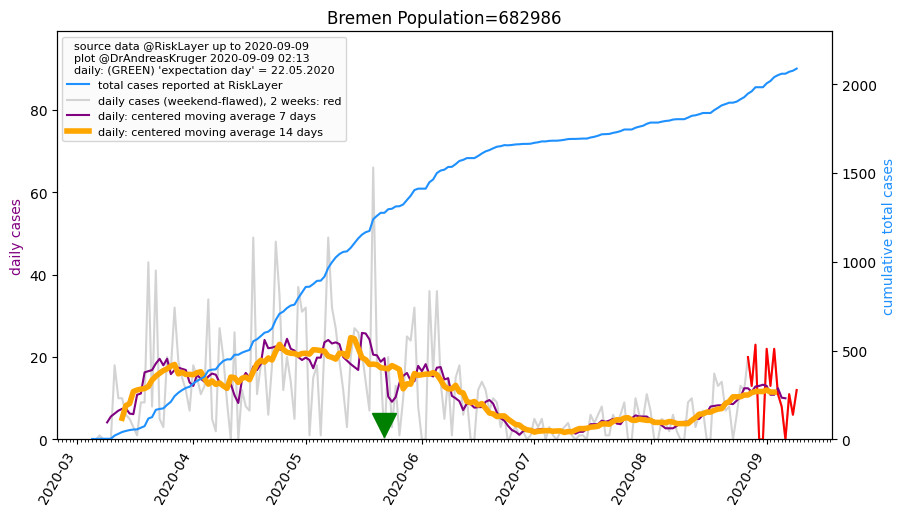 Bremen Population=682986
source data @RiskLayer up to 2020-09-09
plot @DrAndreasKruger 2020-09-09 02:13
daily: (GREEN) 'expectation day' = 22.05.2020
total cases reported at RiskLayer
daily cases (weekend-flawed), 2 weeks: red
daily: centered moving average 7 days
daily: centered moving average 14 days
daily cases
80
60
40
20
0
cumulative total cases
2000
1500
1000
500
0
2020-03
2020-04
2020-05
2020-06
2020-07
2020-08
2020-09